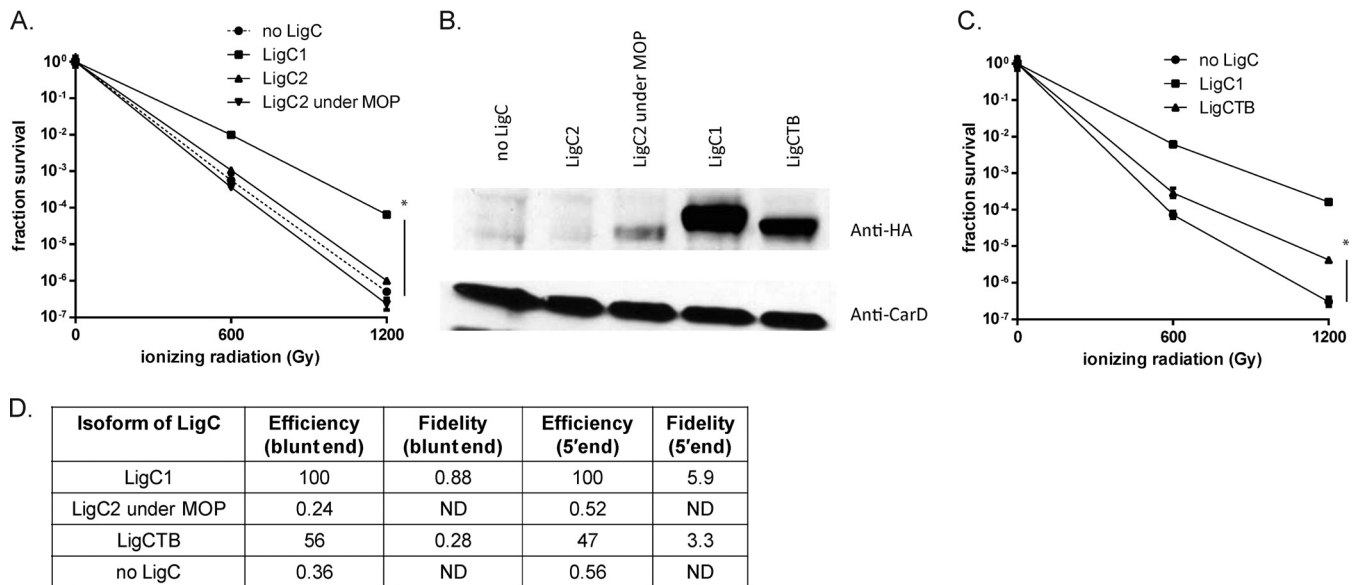 A.
no LigC
LigC1
LigC2
LigC2 under MOP
fraction survival
10⁰
10⁻¹
10⁻²
10⁻³
10⁻⁴
10⁻⁵
10⁻⁶
10⁻⁷
*
0
600
1200
ionizing radiation (Gy)
B.
no LigC
LigC2
LigC2 under MOP
LigC1
LigCTB
Anti-HA
Anti-CarD
C.
no LigC
LigC1
LigCTB
fraction survival
10⁰
10⁻¹
10⁻²
10⁻³
10⁻⁴
10⁻⁵
10⁻⁶
10⁻⁷
*
0
600
1200
ionizing radiation (Gy)
D.
Isoform of LigC Efficiency (blunt end) Fidelity (blunt end) Efficiency (5′end) Fidelity (5′end)
LigC1 100 0.88 100 5.9
LigC2 under MOP 0.24 ND 0.52 ND
LigCTB 56 0.28 47 3.3
no LigC 0.36 ND 0.56 ND